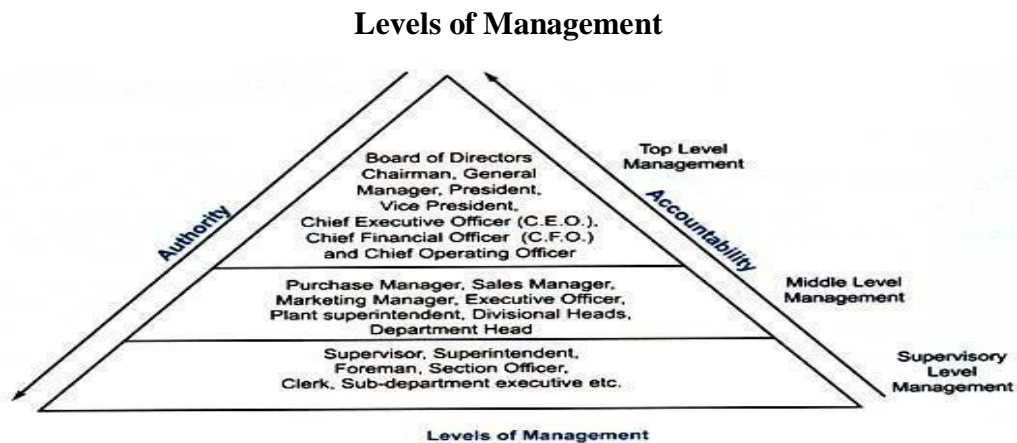 Levels of Management
Board of Directors
Chairman, General
Manager, President,
Vice President,
Chief Executive Officer (C.E.O.),
Chief Financial Officer (C.F.O.)
and Chief Operating Officer
Purchase Manager, Sales Manager,
Marketing Manager, Executive Officer,
Plant superintendent, Divisional Heads,
Department Head
Supervisor, Superintendent,
Foreman, Section Officer,
Clerk, Sub-department executive etc.
Authority
Accountability
Top Level
Management
Middle Level
Management
Supervisory
Level
Management
Levels of Management